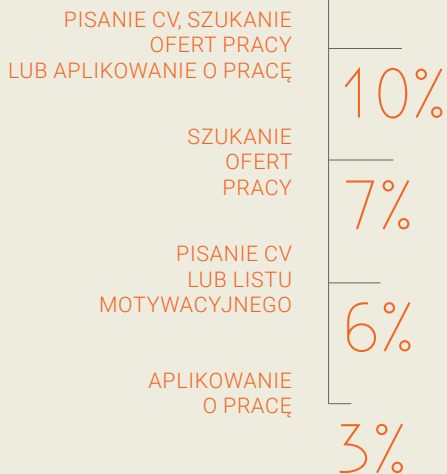 PISANIE CV, SZUKANIE
OFERT PRACY
LUB APLIKOWANIE O PRACĘ
10%
SZUKANIE
OFERT
PRACY
7%
PISANIE CV
LUB LISTU
MOTYWACYJNEGO
6%
APLIKOWANIE
O PRACĘ
3%